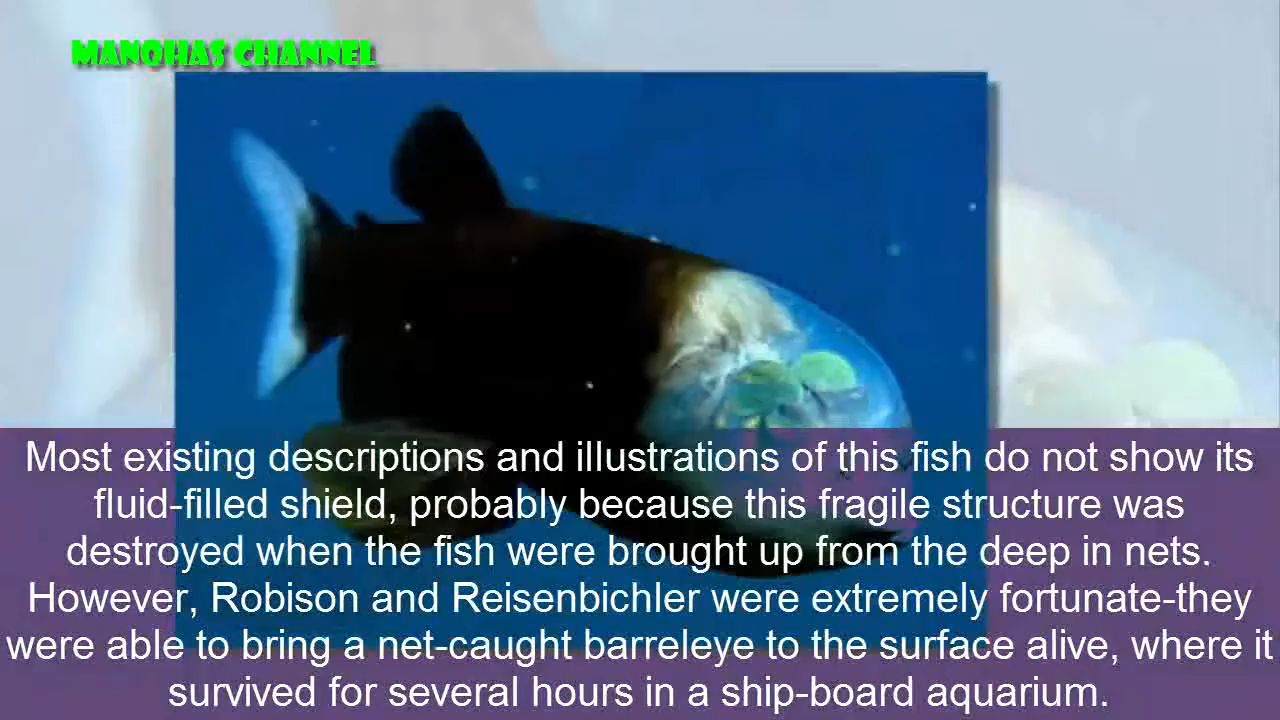 MANQHAS CHANNEL
Most existing descriptions and illustrations of this fish do not show its
fluid-filled shield, probably because this fragile structure was
destroyed when the fish were brought up from the deep in nets.
However, Robison and Reisenbichler were extremely fortunate-they
were able to bring a net-caught barreleye to the surface alive, where it
survived for several hours in a ship-board aquarium.